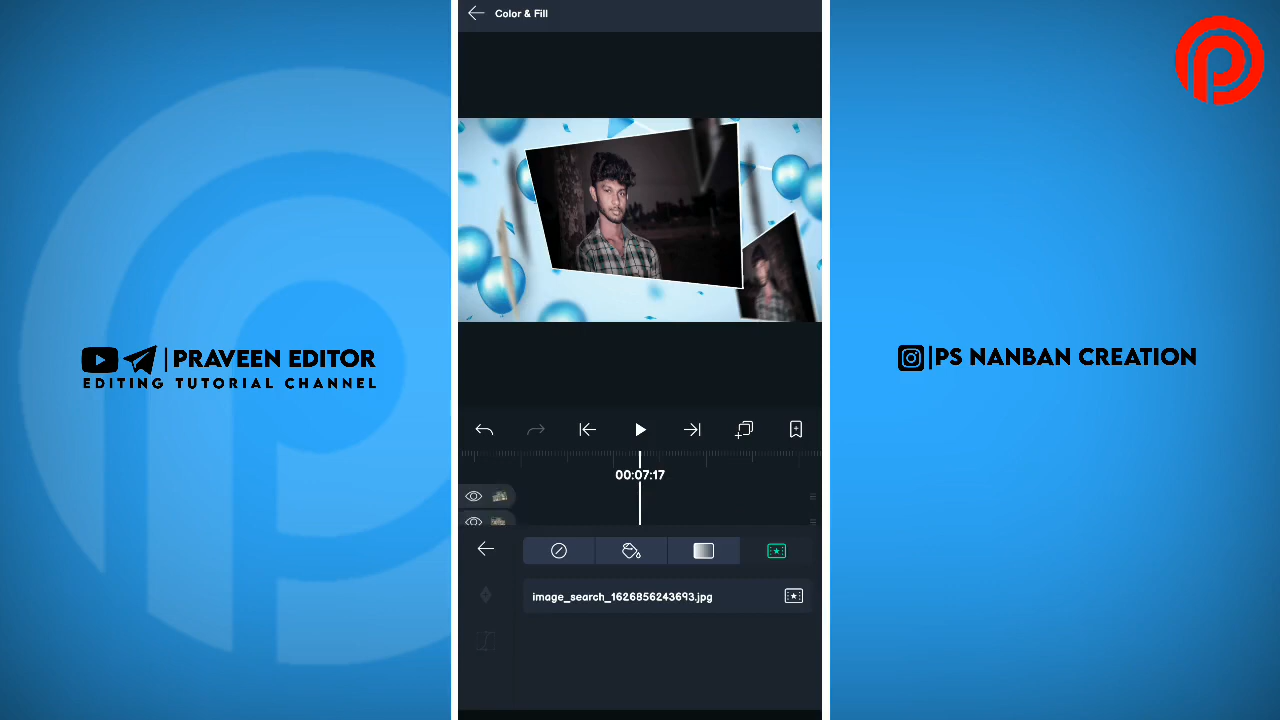 Color & Fill
PRAVEEN EDITOR
EDITING TUTORIAL CHANNEL
PS NANBAN CREATION
00:07:17
image_search_1626856243693.jpg